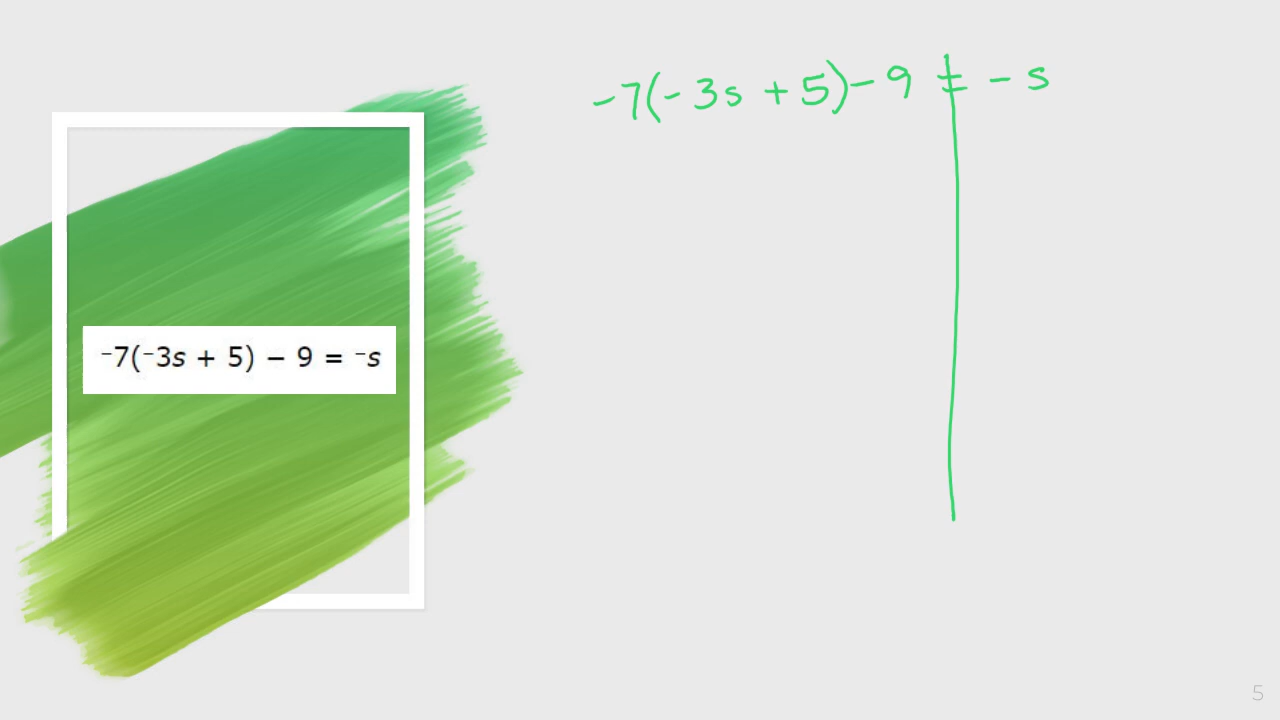 -7(-3s + 5) - 9 = -s
⁻7(⁻3s + 5) − 9 = ⁻s
5